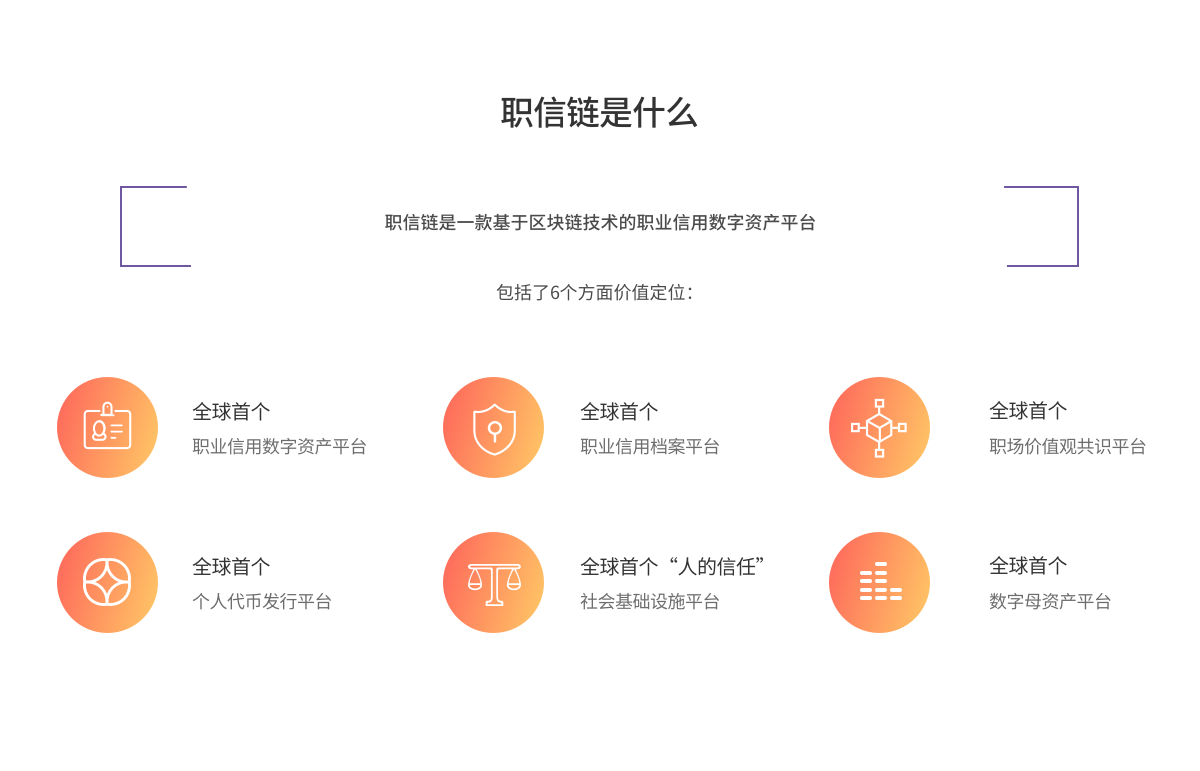 职信链是什么
职信链是一款基于区块链技术的职业信用数字资产平台
包括了6个方面价值定位：
全球首个
职业信用数字资产平台
全球首个
职业信用档案平台
全球首个
职场价值观共识平台
全球首个
个人代币发行平台
全球首个“人的信任”
社会基础设施平台
全球首个
数字母资产平台